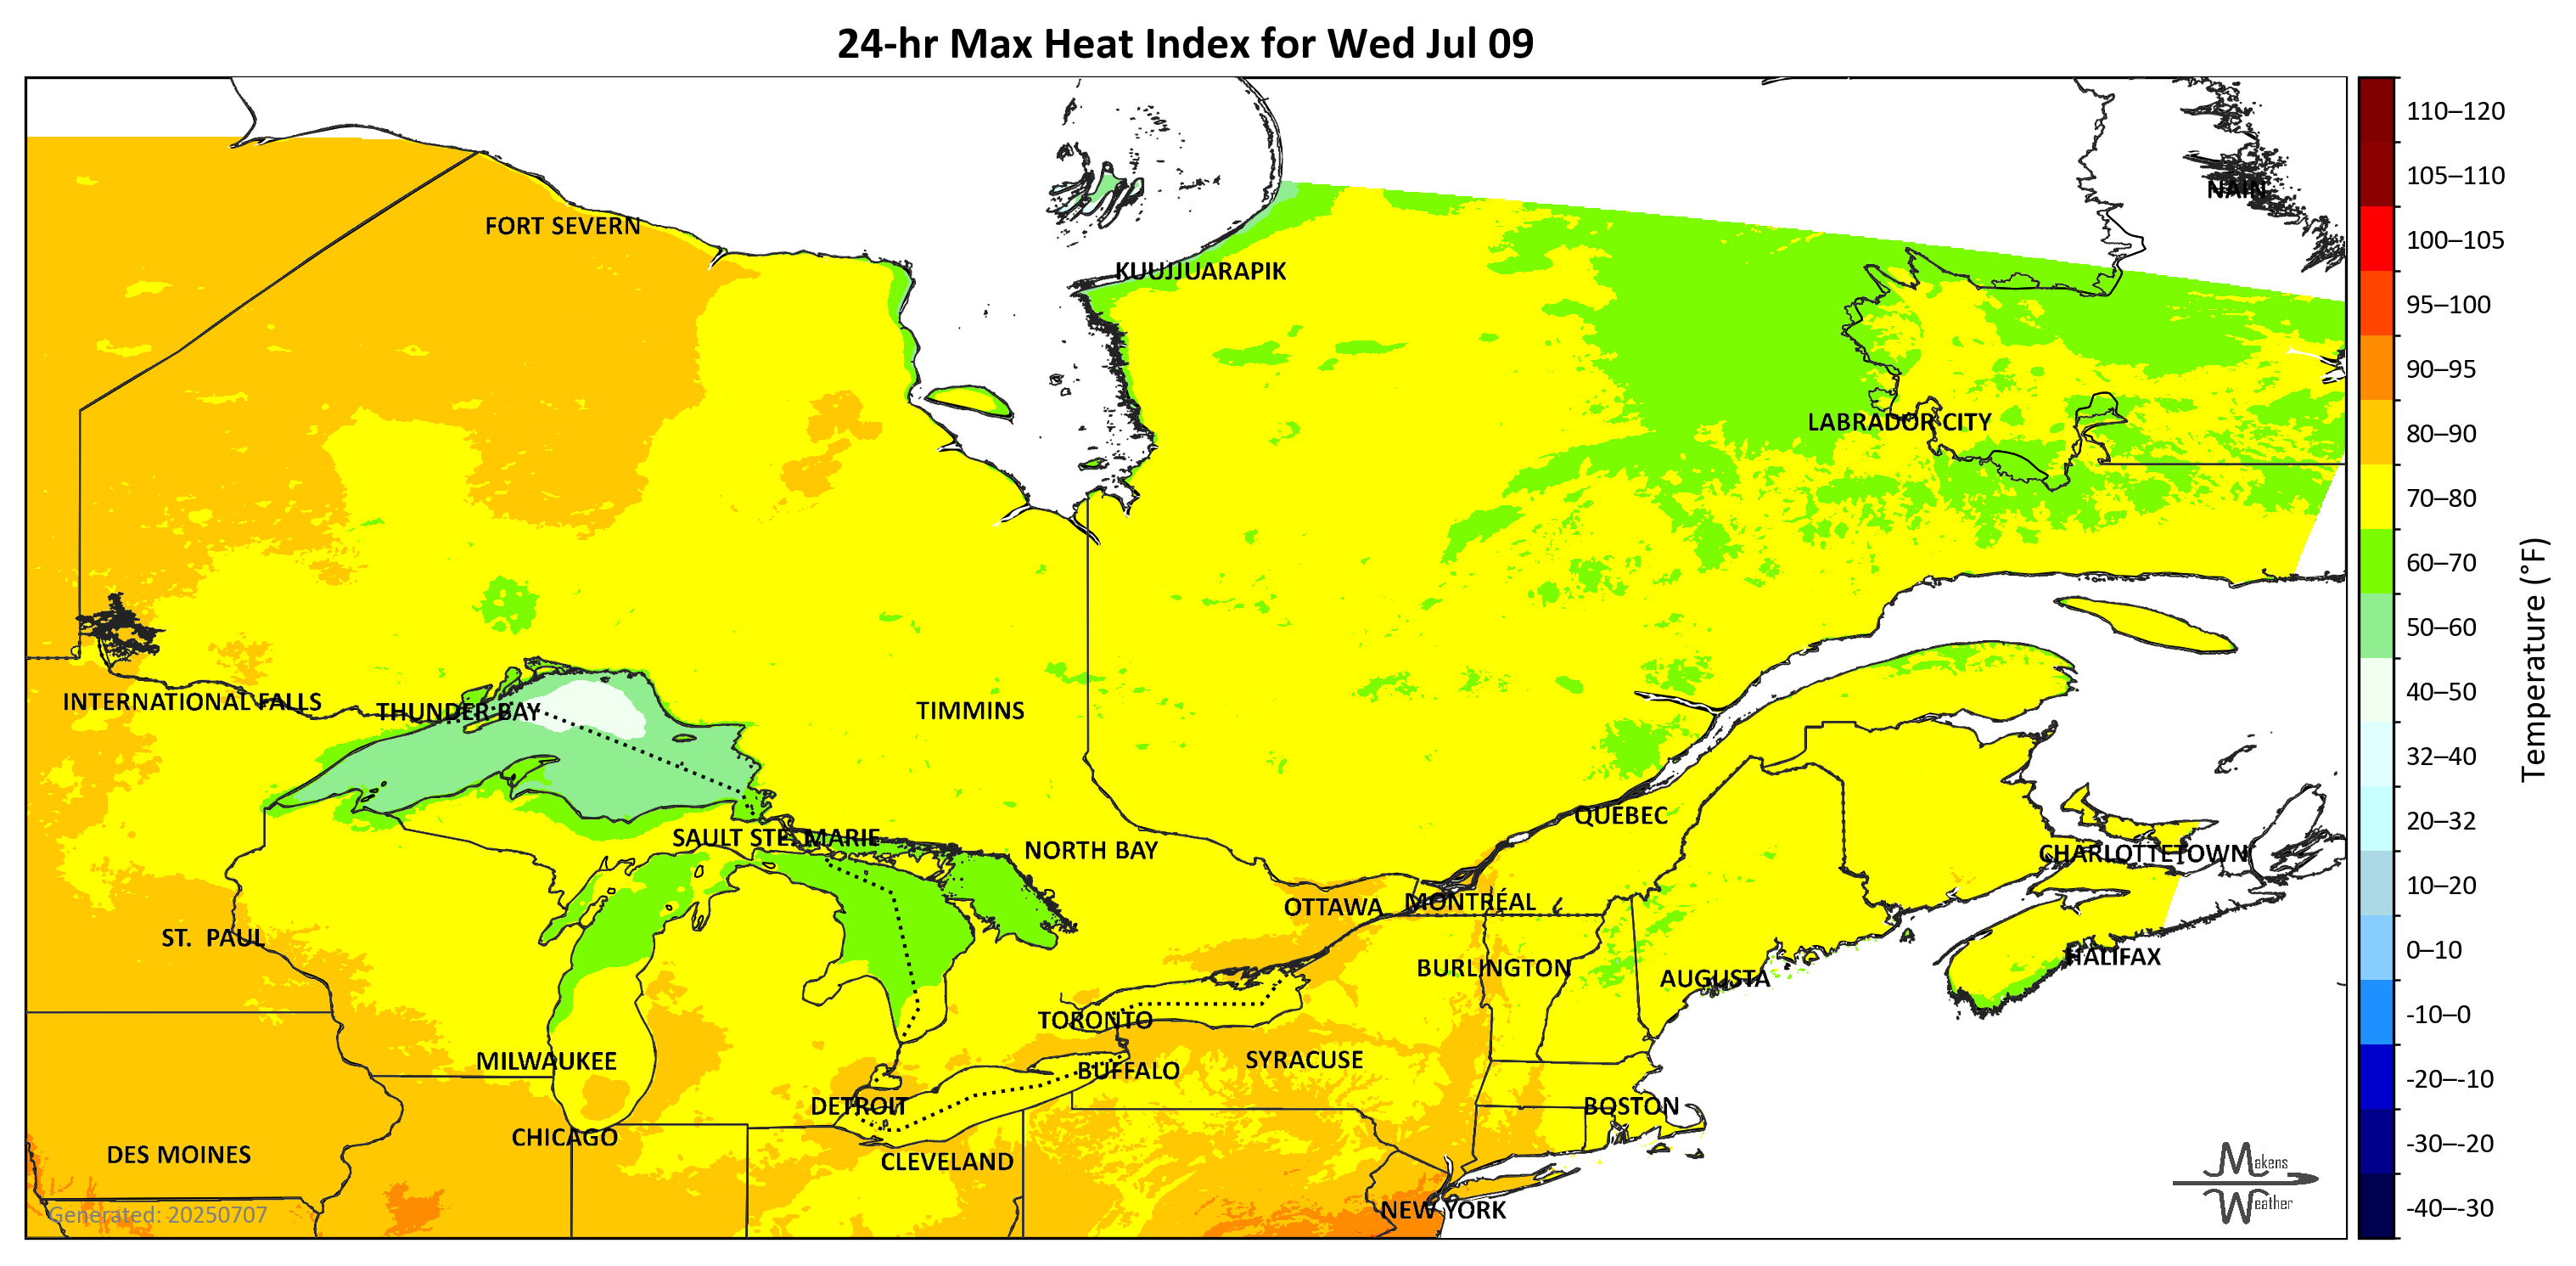 24-hr Max Heat Index for Wed Jul 09
110–120
105–110
NAIN
FORT SEVERN
100–105
KUUJJUARAPIK
95–100
90–95
LABRADOR CITY
80–90
70–80
60–70
50–60
Temperature (°F)
40–50
INTERNATIONAL FALLS
THUNDER BAY
TIMMINS
32–40
QUEBEC
20–32
SAULT STE. MARIE
NORTH BAY
CHARLOTTETOWN
10–20
OTTAWA
MONTRÉAL
ST.  PAUL
0–10
HALIFAX
BURLINGTON
AUGUSTA
-10–0
TORONTO
MILWAUKEE
SYRACUSE
BUFFALO
-20–-10
DETROIT
BOSTON
CHICAGO
-30–-20
DES MOINES
CLEVELAND
Makens
Weather
-40–-30
NEW YORK
Generated: 20250707